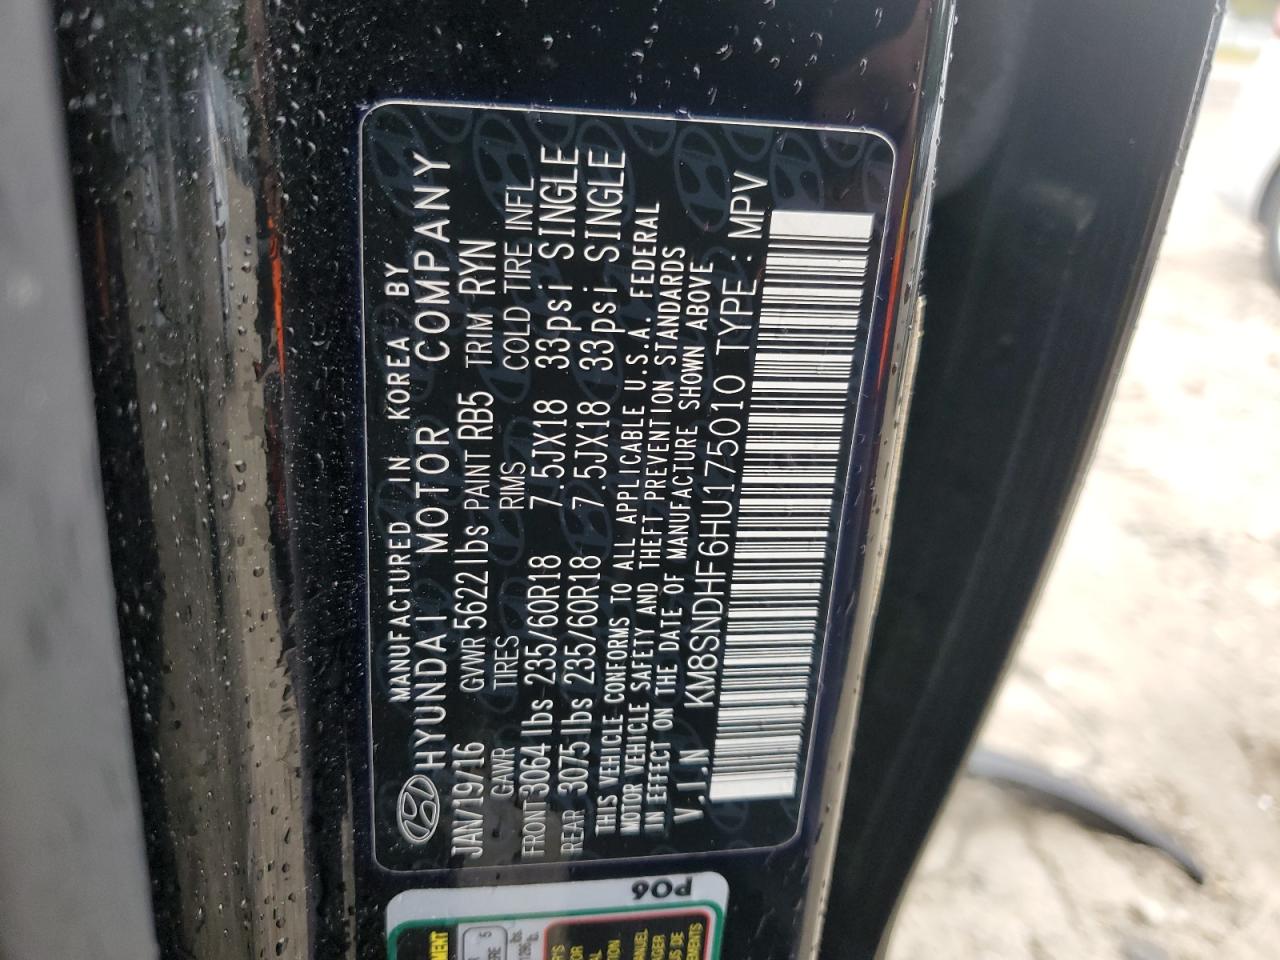 MANUFACTURED IN KOREA BY
HYUNDAI MOTOR COMPANY
JAN/19/16 GVWR 5622lbs PAINT RB5 TRIM RYN
GAWR TIRES RIMS COLD TIRE INFL
FRONT 3064lbs 235/60R18 7.5JX18 33psi SINGLE
REAR 3075lbs 235/60R18 7.5JX18 33psi SINGLE
THIS VEHICLE CONFORMS TO ALL APPLICABLE U.S.A. FEDERAL
MOTOR VEHICLE SAFETY AND THEFT PREVENTION STANDARDS
IN EFFECT ON THE DATE OF MANUFACTURE SHOWN ABOVE
V.I.N KM8SNDHF6HU175010 TYPE : MPV
PO6